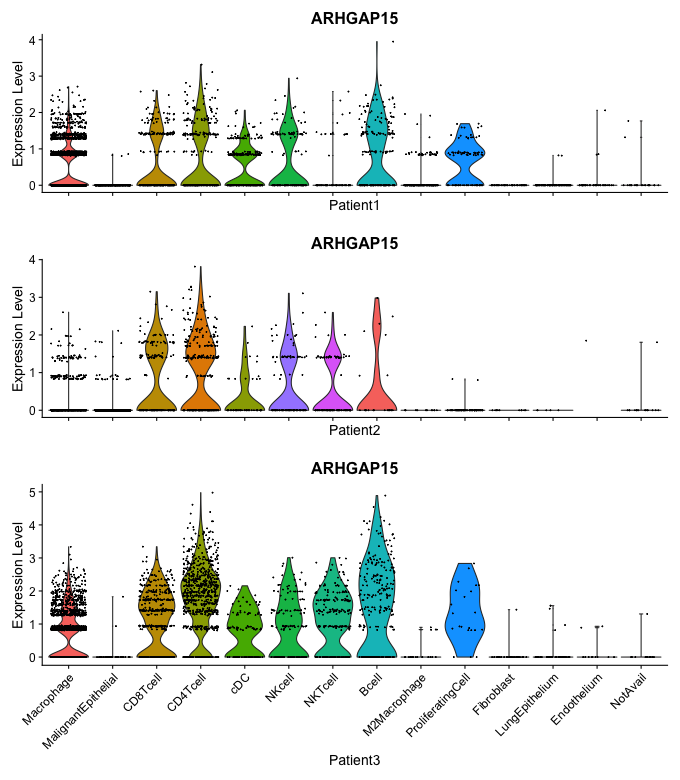 ARHGAP15
Expression Level
4
3
2
1
0
Patient1
ARHGAP15
Expression Level
4
3
2
1
0
Patient2
ARHGAP15
Expression Level
5
4
3
2
1
0
Macrophage
MalignantEpithelial
CD8Tcell
CD4Tcell
cDC
NKcell
NKTcell
Bcell
M2Macrophage
ProliferatingCell
Fibroblast
LungEpithelium
Endothelium
NotAvail
Patient3